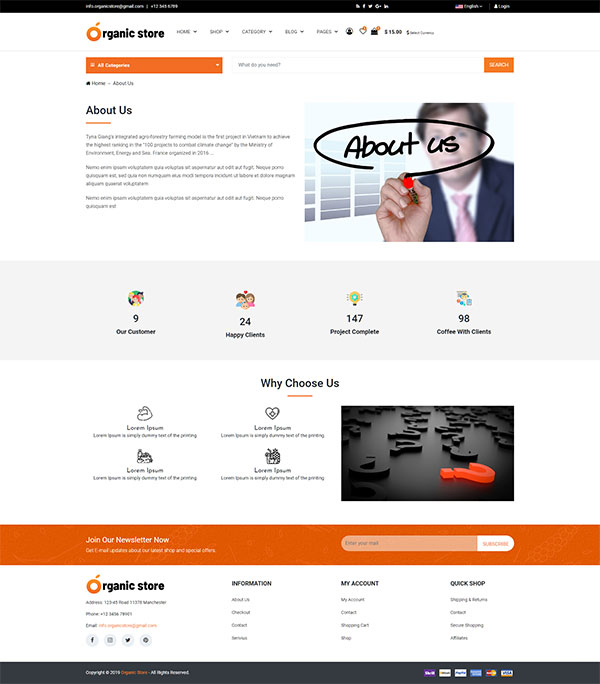 info.organicstore@gmail.com | +12 345 6789
English Login
Organic store
HOME SHOP CATEGORY BLOG PAGES $ 15.00 $ Select Currency
All Categories
What do you need?
SEARCH
Home - About Us
About Us
Tyna Giang's integrated agro-forestry farming model is the first project in Vietnam to achieve
the highest ranking in the "100 projects to combat climate change" by the Ministry of
Environment, Energy and Sea. France organized in 2016 ...
Nemo enim ipsam voluptatem quia voluptas sit aspernatur aut odit aut fugit. Neque porro
quisquam est, sed quia non numquam eius modi tempora incidunt ut labore et dolore magnam
aliquam quaerat voluptatem
Nemo enim ipsam voluptatem quia voluptas sit aspernatur aut odit aut fugit. Neque porro
quisquam est
About us
9
Our Customer
24
Happy Clients
147
Project Complete
98
Coffee With Clients
Why Choose Us
Lorem Ipsum
Lorem Ipsum is simply dummy text of the printing.
Lorem Ipsum
Lorem Ipsum is simply dummy text of the printing.
Lorem Ipsum
Lorem Ipsum is simply dummy text of the printing.
Lorem Ipsum
Lorem Ipsum is simply dummy text of the printing.
Join Our Newsletter Now
Get E-mail updates about our latest shop and special offers.
Enter your mail
SUBSCRIBE
Organic store
Address: 123-45 Road 11378 Manchester
Phone: +12 3456 78901
Email: info.organicstore@gmail.com
INFORMATION
About Us
Checkout
Contact
Serivius
MY ACCOUNT
My Account
Contact
Shopping Cart
Shop
QUICK SHOP
Shipping & Returns
Contact
Secure Shopping
Affiliates
Copyright © 2019 Organic Store - All Rights Reserved.
Skrill
PayPal
VISA